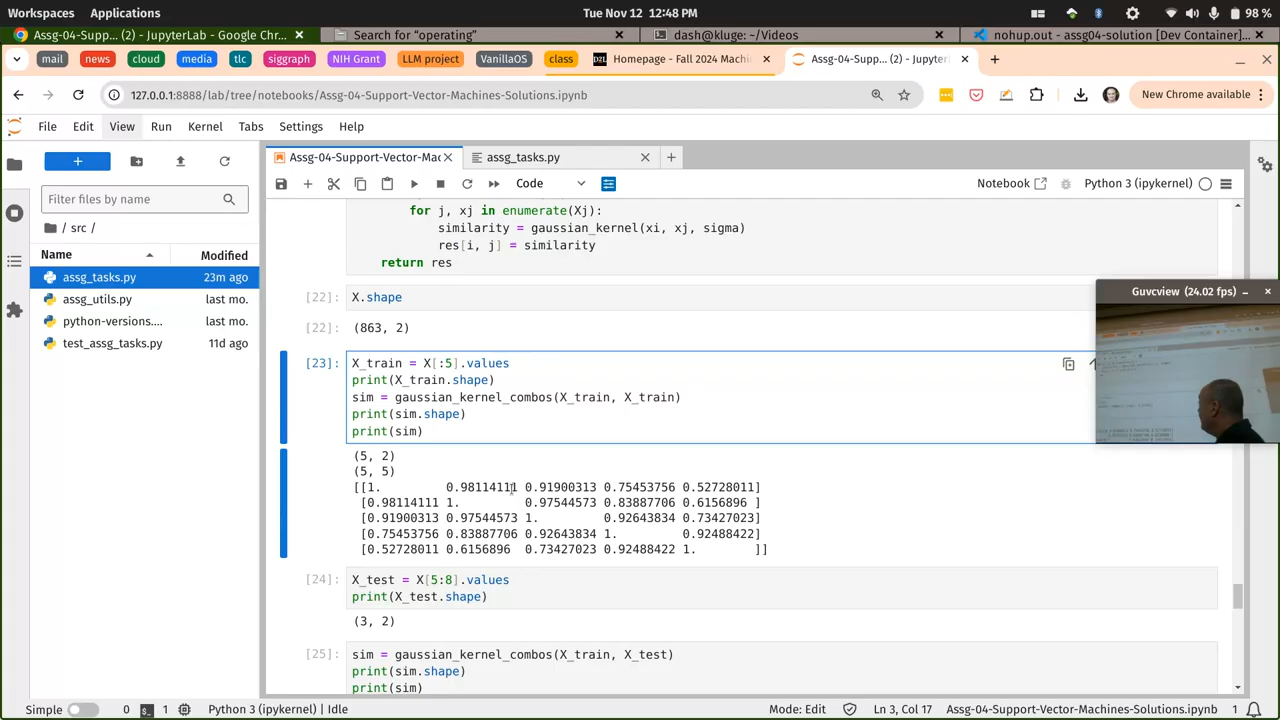 Workspaces Applications Tue Nov 12 12:48 PM 98 %
Assg-04-Supp... (2) - JupyterLab - Google Chr... Search for “operating” dash@kluge: ~/Videos nohup.out - assg04-solution [Dev Container]...
mail news cloud media tlc siggraph NIH Grant LLM project VanillaOS class D2L Homepage - Fall 2024 Machi Assg-04-Supp... (2) - Jupyter
127.0.0.1:8888/lab/tree/notebooks/Assg-04-Support-Vector-Machines-Solutions.ipynb New Chrome available
File Edit View Run Kernel Tabs Settings Help
Assg-04-Support-Vector-Mac assg_tasks.py
Code Notebook Python 3 (ipykernel)
Filter files by name
/ src /
Name Modified
assg_tasks.py 23m ago
assg_utils.py last mo.
python-versions.... last mo.
test_assg_tasks.py 11d ago
for j, xj in enumerate(Xj):
similarity = gaussian_kernel(xi, xj, sigma)
res[i, j] = similarity
return res
[22]: X.shape
[22]: (863, 2)
Guvcview (24.02 fps)
[23]: X_train = X[:5].values
print(X_train.shape)
sim = gaussian_kernel_combos(X_train, X_train)
print(sim.shape)
print(sim)
(5, 2)
(5, 5)
[[1. 0.98114111 0.91900313 0.75453756 0.52728011]
[0.98114111 1. 0.97544573 0.83887706 0.6156896 ]
[0.91900313 0.97544573 1. 0.92643834 0.73427023]
[0.75453756 0.83887706 0.92643834 1. 0.92488422]
[0.52728011 0.6156896 0.73427023 0.92488422 1. ]]
[24]: X_test = X[5:8].values
print(X_test.shape)
(3, 2)
[25]: sim = gaussian_kernel_combos(X_train, X_test)
print(sim.shape)
print(sim)
Simple 0 1 Python 3 (ipykernel) | Idle Mode: Edit Ln 3, Col 17 Assg-04-Support-Vector-Machines-Solutions.ipynb 1